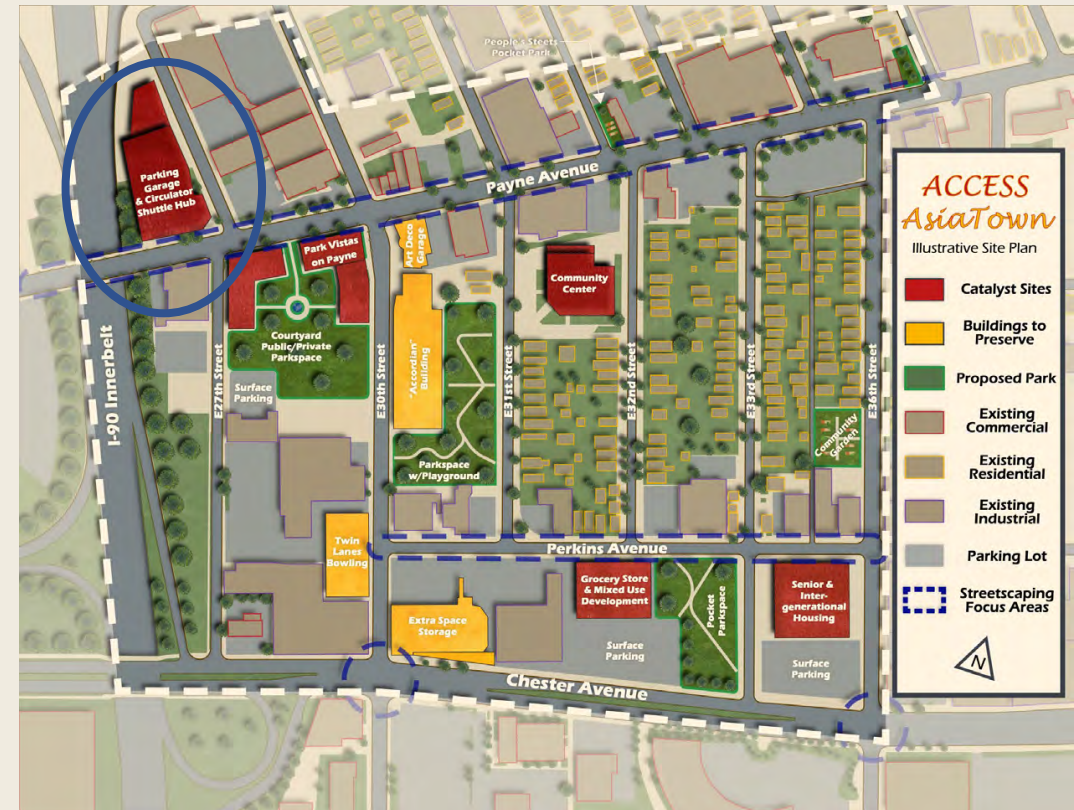 People's Steets
Pocket Park
Parking
Garage
& Circulator
Shuttle Hub
Payne Avenue
Park Vistas
on Payne
Art Deco
Garage
Community
Center
Courtyard
Public/Private
Parkspace
"Accordian"
Building
I-90 Innerbelt
E27th Street
E30th Street
E31st Street
E32nd Street
E33rd Street
E36th Street
Surface
Parking
Parkspace
w/Playground
Community
Garden
Twin
Lanes
Bowling
Perkins Avenue
Grocery Store
& Mixed Use
Development
Pocket
Parkspace
Senior &
Inter-
generational
Housing
Extra Space
Storage
Surface
Parking
Surface
Parking
Chester Avenue
ACCESS
AsiaTown
Illustrative Site Plan
Catalyst Sites
Buildings to
Preserve
Proposed Park
Existing
Commercial
Existing
Residential
Existing
Industrial
Parking Lot
Streetscaping
Focus Areas
N